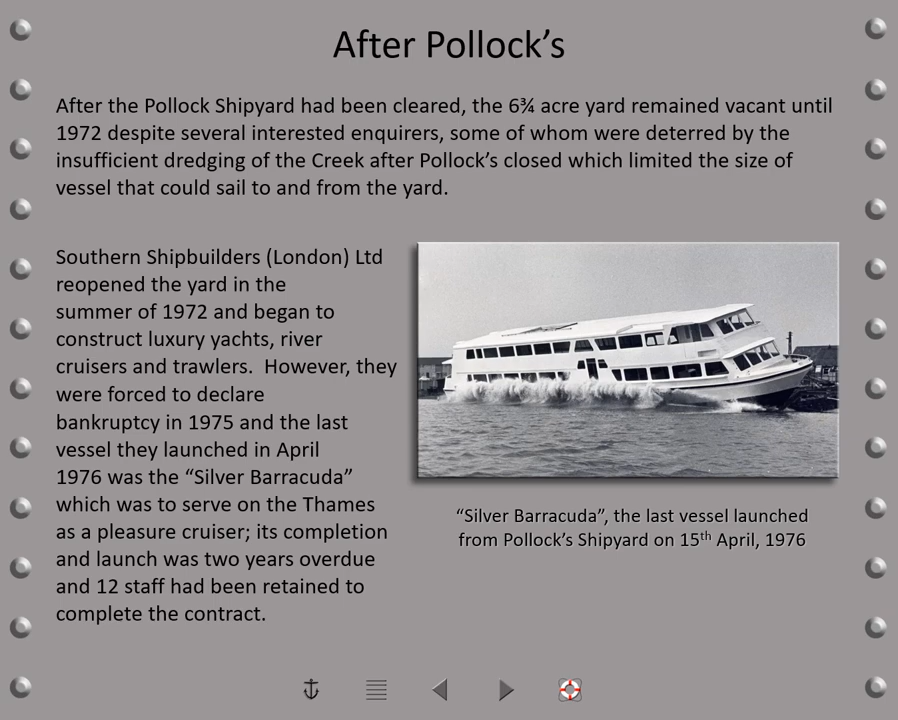 After Pollock’s
After the Pollock Shipyard had been cleared, the 6¾ acre yard remained vacant until
1972 despite several interested enquirers, some of whom were deterred by the
insufficient dredging of the Creek after Pollock’s closed which limited the size of
vessel that could sail to and from the yard.
Southern Shipbuilders (London) Ltd
reopened the yard in the
summer of 1972 and began to
construct luxury yachts, river
cruisers and trawlers.  However, they
were forced to declare
bankruptcy in 1975 and the last
vessel they launched in April
1976 was the “Silver Barracuda”
which was to serve on the Thames
as a pleasure cruiser; its completion
and launch was two years overdue
and 12 staff had been retained to
complete the contract.
“Silver Barracuda”, the last vessel launched
from Pollock’s Shipyard on 15th April, 1976